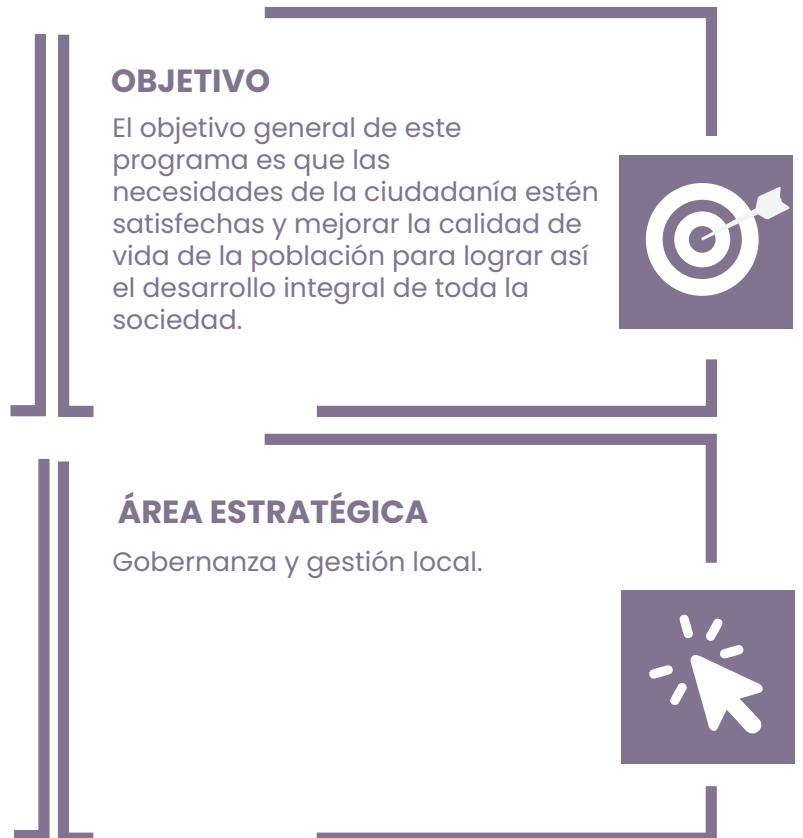 OBJETIVO
El objetivo general de este
programa es que las
necesidades de la ciudadanía estén
satisfechas y mejorar la calidad de
vida de la población para lograr así
el desarrollo integral de toda la
sociedad.
ÁREA ESTRATÉGICA
Gobernanza y gestión local.